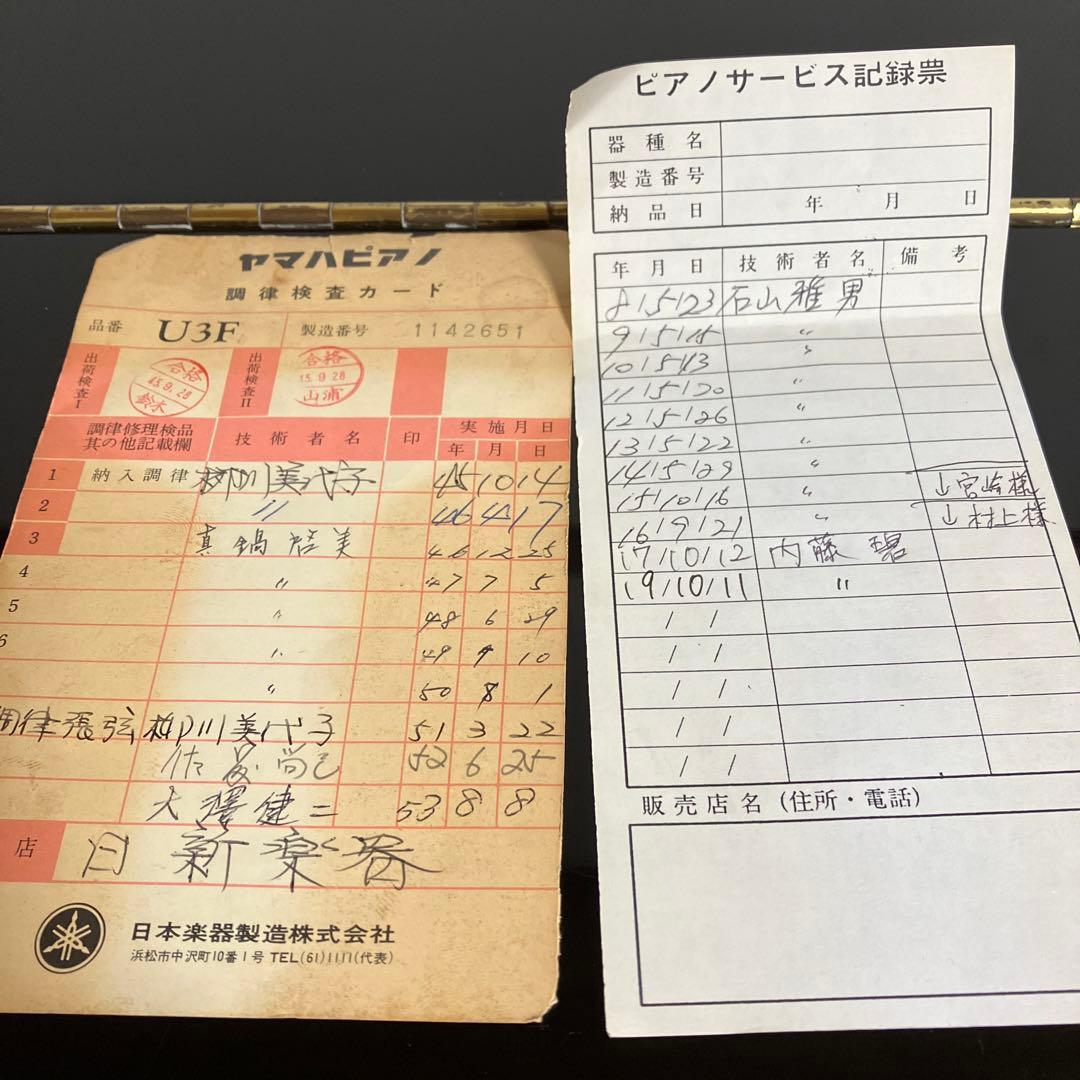 ヤマハピアノ
調律検査カード
品番 U3F 製造番号 1142651
出荷検査I 合格 45.9.28 鈴木 出荷検査II 合格 45.9.28 山浦
調律修理検品 其の他記載欄 技術者名 印 実施月日
年 月 日
1 納入調律 柳川美代子 45 10 14
2 〃 46 4 17
3 真鍋 美 46 12 25
4 〃 47 7 5
5 〃 48 6 29
6 〃 49 10
〃 50 8 1
調律張弦 柳川美代子 51 3 22
佐 尚己 52 6 25
大澤健二 53 8 8
店 日新楽器
日本楽器製造株式会社
浜松市中沢町10番1号 TEL(61)1111(代表)
ピアノサービス記録票
器種名
製造番号
納品日 年 月 日
年月日 技術者名 備考
8/5/23 石山雅男
9/5/ 〃
10/5/ 〃
11/5/20 〃
12/5/26 〃
13/5/22 〃
14/5/29 〃
15/10/16 〃 宮崎様
16/9/21 〃 村上様
17/10/12 内藤
19/10/11 〃
/ /
/ /
/ /
/ /
/ /
販売店名(住所・電話)